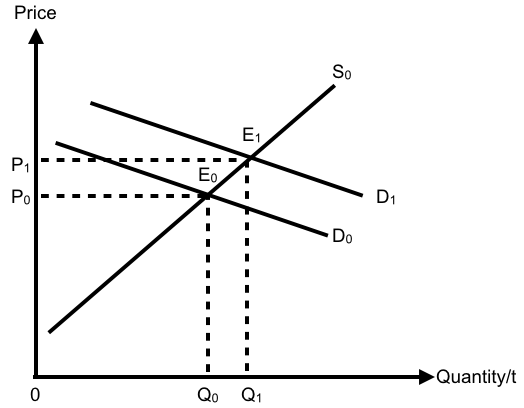 Price
S₀
E₁
P₁
E₀
P₀
D₁
D₀
Quantity/t
0
Q₀
Q₁